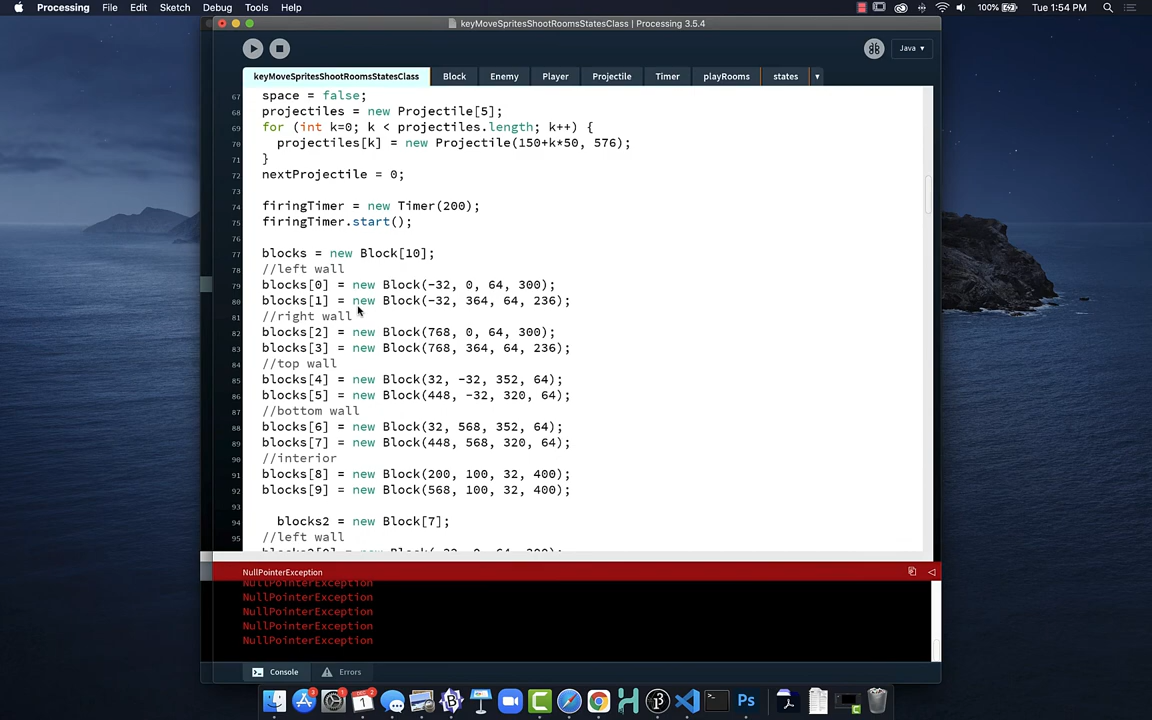 Processing File Edit Sketch Debug Tools Help 100% Tue 1:54 PM
keyMoveSpritesShootRoomsStatesClass | Processing 3.5.4
Java ▾
keyMoveSpritesShootRoomsStatesClass Block Enemy Player Projectile Timer playRooms states ▾
67 space = false;
68 projectiles = new Projectile[5];
69 for (int k=0; k < projectiles.length; k++) {
70 projectiles[k] = new Projectile(150+k*50, 576);
71 }
72 nextProjectile = 0;
73
74 firingTimer = new Timer(200);
75 firingTimer.start();
76
77 blocks = new Block[10];
78 //left wall
79 blocks[0] = new Block(-32, 0, 64, 300);
80 blocks[1] = new Block(-32, 364, 64, 236);
81 //right wall
82 blocks[2] = new Block(768, 0, 64, 300);
83 blocks[3] = new Block(768, 364, 64, 236);
84 //top wall
85 blocks[4] = new Block(32, -32, 352, 64);
86 blocks[5] = new Block(448, -32, 320, 64);
87 //bottom wall
88 blocks[6] = new Block(32, 568, 352, 64);
89 blocks[7] = new Block(448, 568, 320, 64);
90 //interior
91 blocks[8] = new Block(200, 100, 32, 400);
92 blocks[9] = new Block(568, 100, 32, 400);
93
94 blocks2 = new Block[7];
95 //left wall
NullPointerException
NullPointerException
NullPointerException
NullPointerException
NullPointerException
NullPointerException
Console Errors